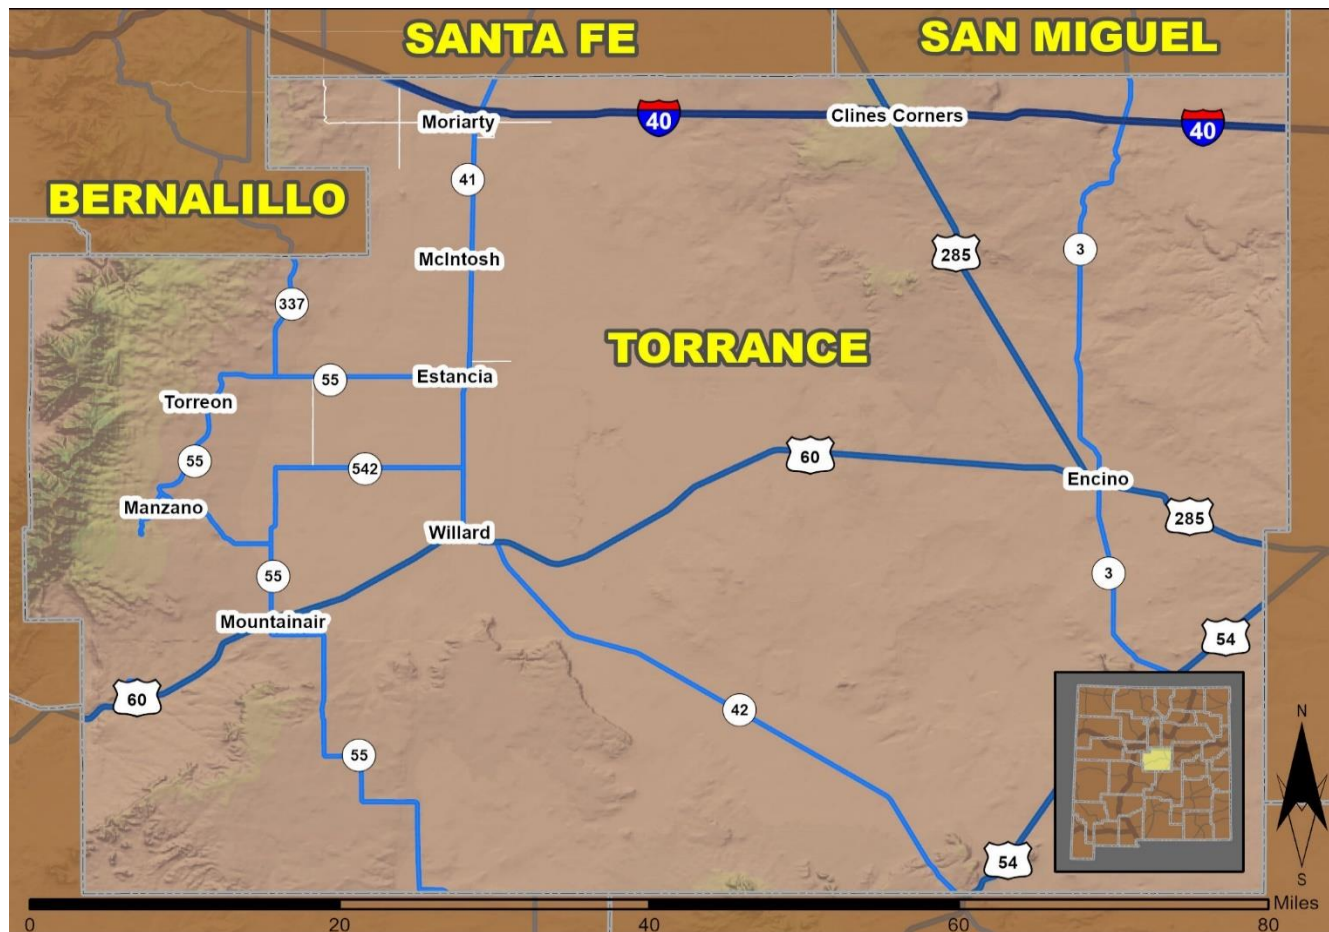 SANTA FE
SAN MIGUEL
Moriarty
40
Clines Corners
40
41
BERNALILLO
3
285
McIntosh
337
TORRANCE
55
Estancia
Torreon
55
542
60
Encino
Manzano
285
Willard
55
3
Mountainair
54
60
42
55
54
N
S
0
20
40
60
80
Miles